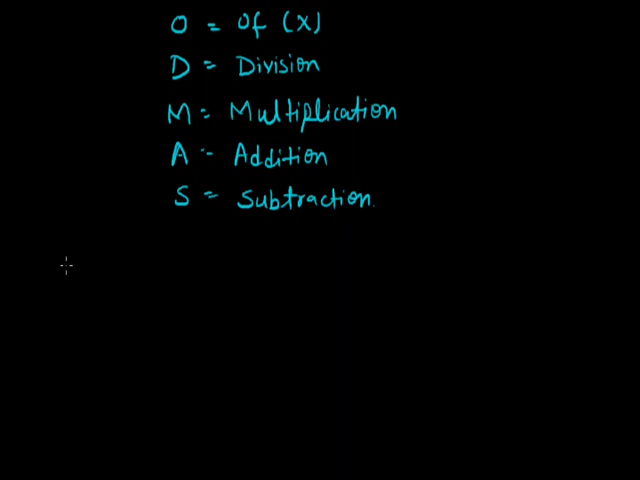 O = Of (X)
D = Division
M = Multiplication
A = Addition
S = Subtraction.